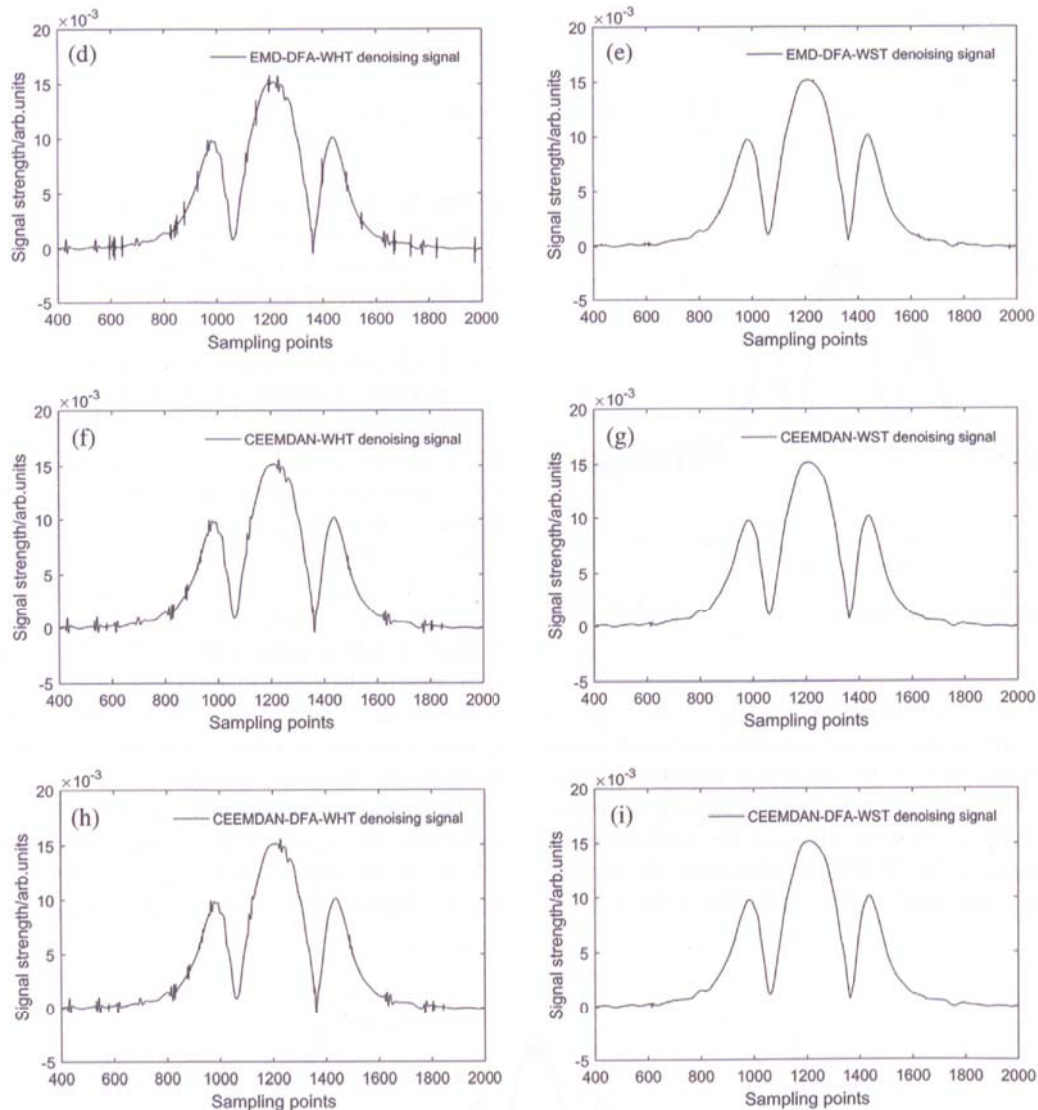 ×10⁻³
20
(d)
EMD-DFA-WHT denoising signal
15
10
5
0
-5
Signal strength/arb.units
400 600 800 1000 1200 1400 1600 1800 2000
Sampling points
×10⁻³
20
(e)
EMD-DFA-WST denoising signal
15
10
5
0
-5
Signal strength/arb.units
400 600 800 1000 1200 1400 1600 1800 2000
Sampling points
×10⁻³
20
(f)
CEEMDAN-WHT denoising signal
15
10
5
0
-5
Signal strength/arb.units
400 600 800 1000 1200 1400 1600 1800 2000
Sampling points
×10⁻³
20
(g)
CEEMDAN-WST denoising signal
15
10
5
0
-5
Signal strength/arb.units
400 600 800 1000 1200 1400 1600 1800 2000
Sampling points
×10⁻³
20
(h)
CEEMDAN-DFA-WHT denoising signal
15
10
5
0
-5
Signal strength/arb.units
400 600 800 1000 1200 1400 1600 1800 2000
Sampling points
×10⁻³
20
(i)
CEEMDAN-DFA-WST denoising signal
15
10
5
0
-5
Signal strength/arb.units
400 600 800 1000 1200 1400 1600 1800 2000
Sampling points